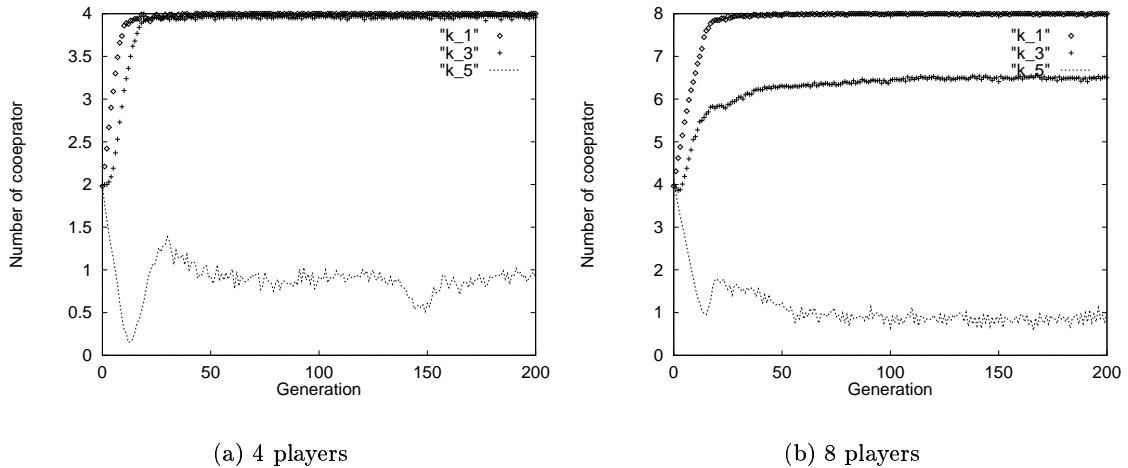 4
3.5
3
2.5
2
1.5
1
0.5
0
Number of cooeprator
"k_1"
"k_3"
"k_5"
0 50 100 150 200
Generation
(a) 4 players
8
7
6
5
4
3
2
1
0
Number of cooeprator
"k_1"
"k_3"
"k_5"
0 50 100 150 200
Generation
(b) 8 players